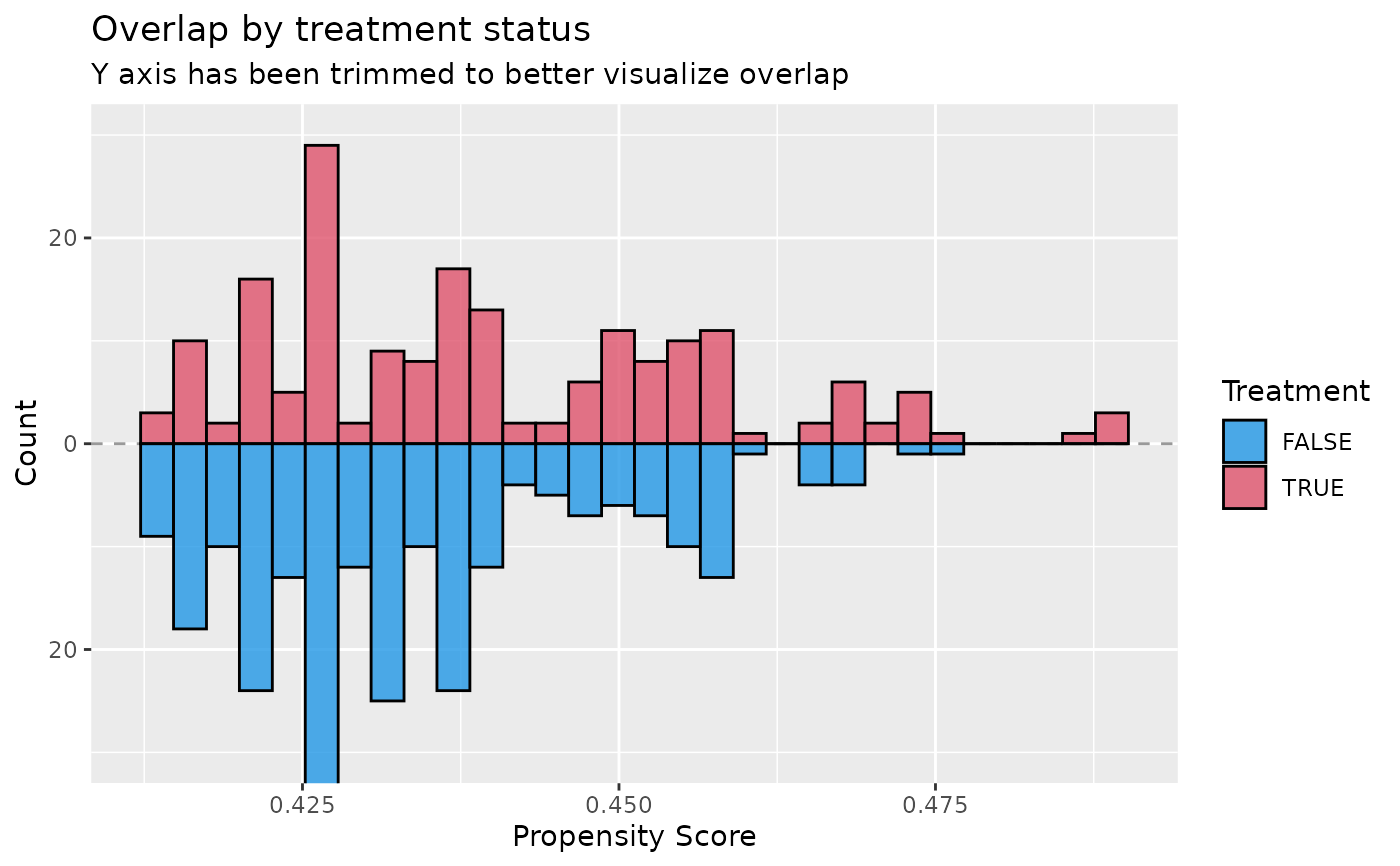 Overlap by treatment status
Y axis has been trimmed to better visualize overlap
Count
20
0
20
0.425
0.450
0.475
Propensity Score
Treatment
FALSE
TRUE